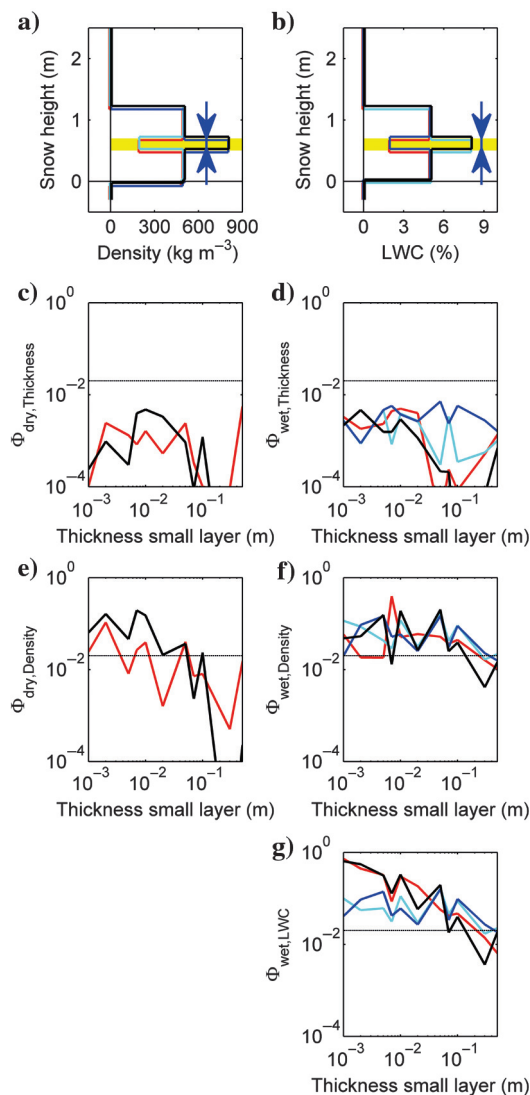 a)
b)
2
1
0
Snow height (m)
0 300 600 900
Density (kg m⁻³)
2
1
0
Snow height (m)
0 3 6 9
LWC (%)
c)
d)
10⁰
10⁻²
10⁻⁴
Φdry,Thickness
10⁻³ 10⁻² 10⁻¹
Thickness small layer (m)
10⁰
10⁻²
10⁻⁴
Φwet,Thickness
10⁻³ 10⁻² 10⁻¹
Thickness small layer (m)
e)
f)
10⁰
10⁻²
10⁻⁴
Φdry,Density
10⁻³ 10⁻² 10⁻¹
Thickness small layer (m)
10⁰
10⁻²
10⁻⁴
Φwet,Density
10⁻³ 10⁻² 10⁻¹
Thickness small layer (m)
g)
10⁰
10⁻²
10⁻⁴
Φwet,LWC
10⁻³ 10⁻² 10⁻¹
Thickness small layer (m)